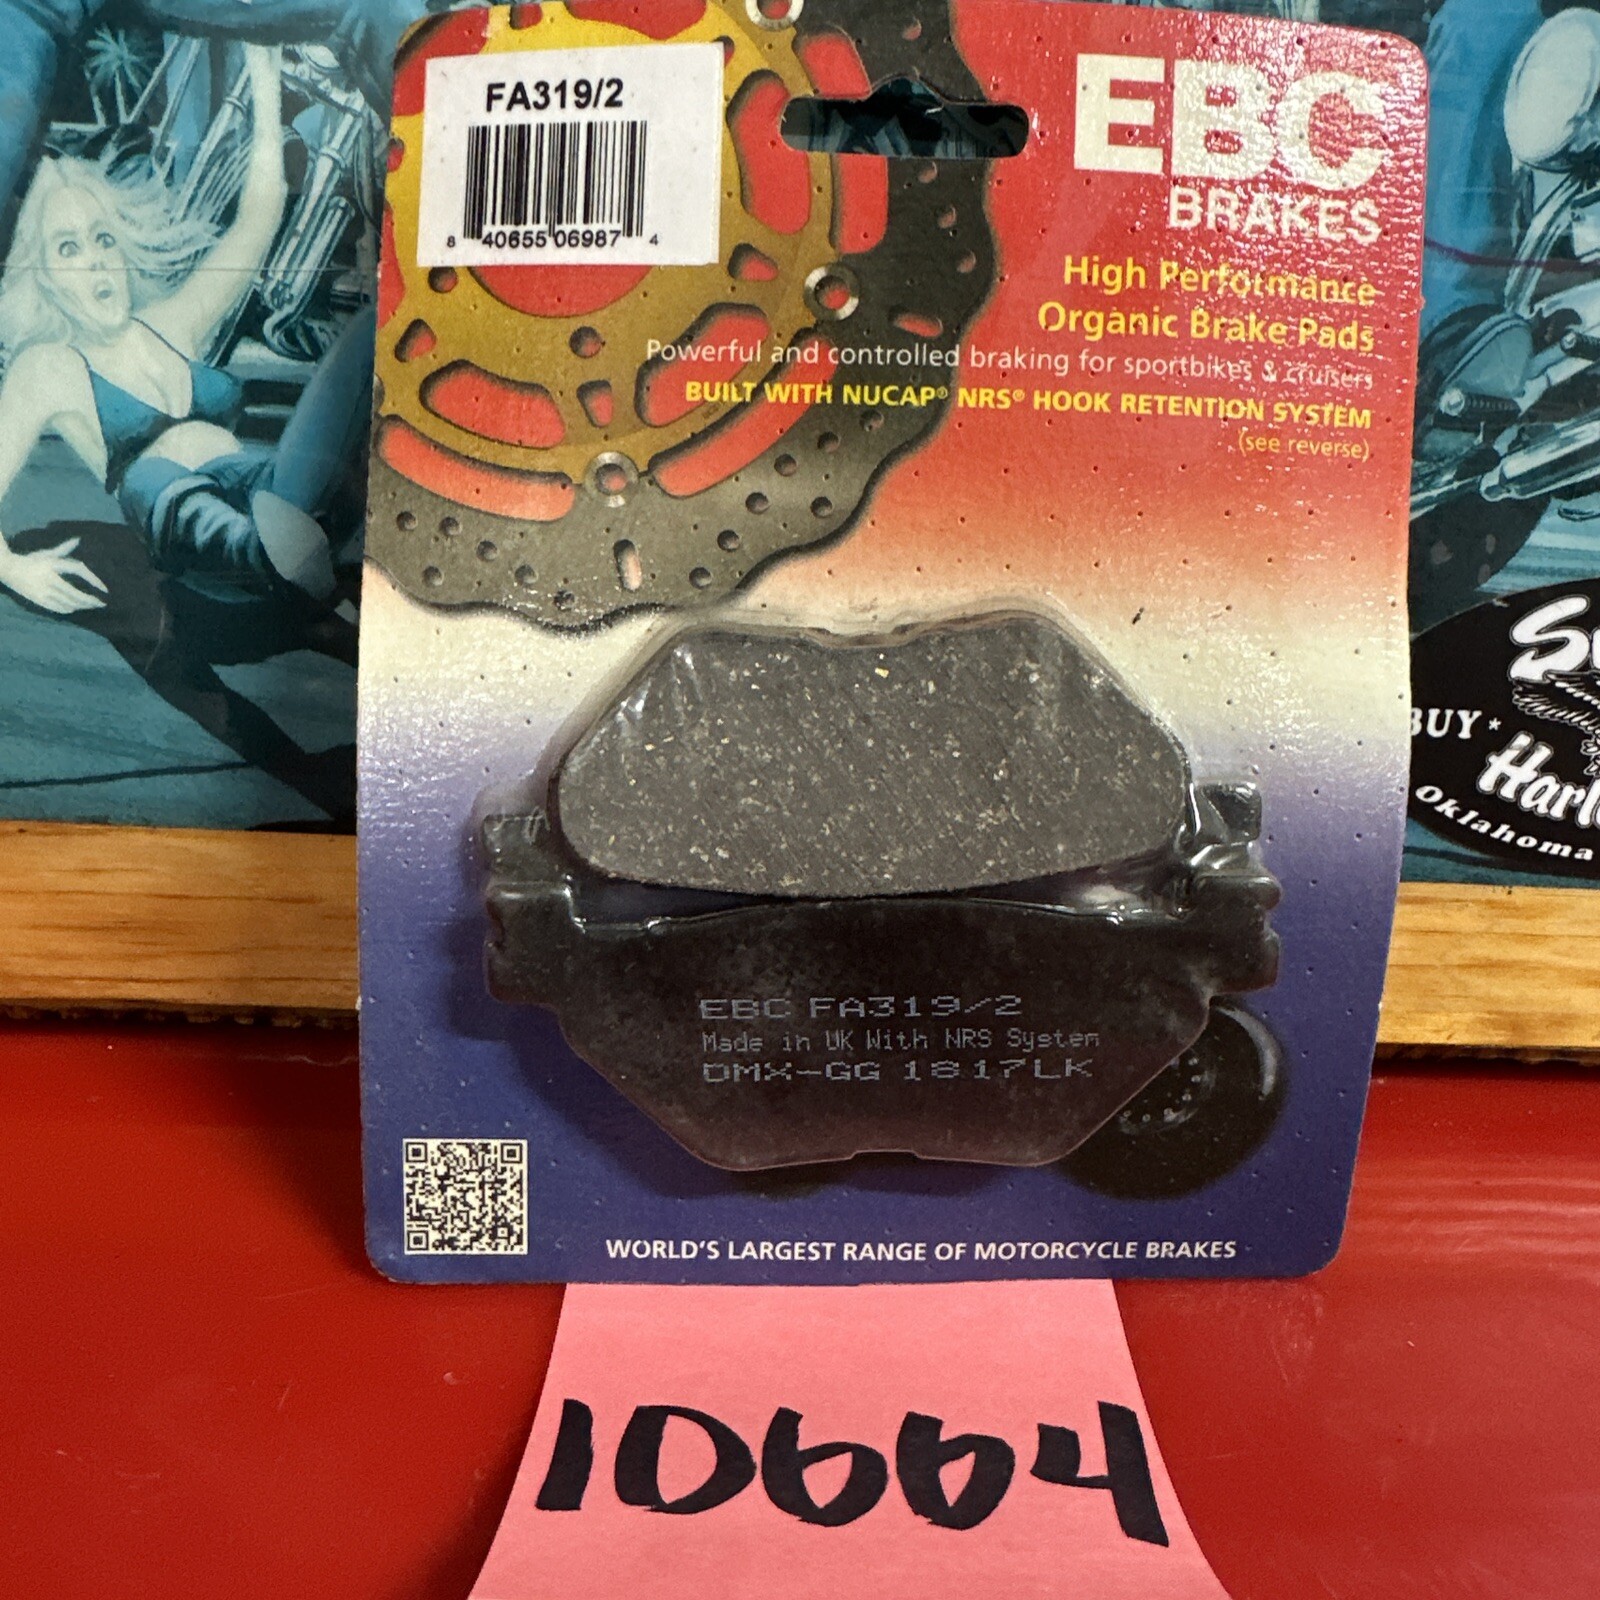 FA319/2
8 40655 06987 4
EBC
BRAKES
High Performance
Organic Brake Pads
Powerful and controlled braking for sportbikes & cruisers
BUILT WITH NUCAP® NRS® HOOK RETENTION SYSTEM
(see reverse)
BUY *
Harl
Oklahoma
EBC FA319/2
Made in UK With NRS System
DMX-GG 1817LK
WORLD'S LARGEST RANGE OF MOTORCYCLE BRAKES
10664